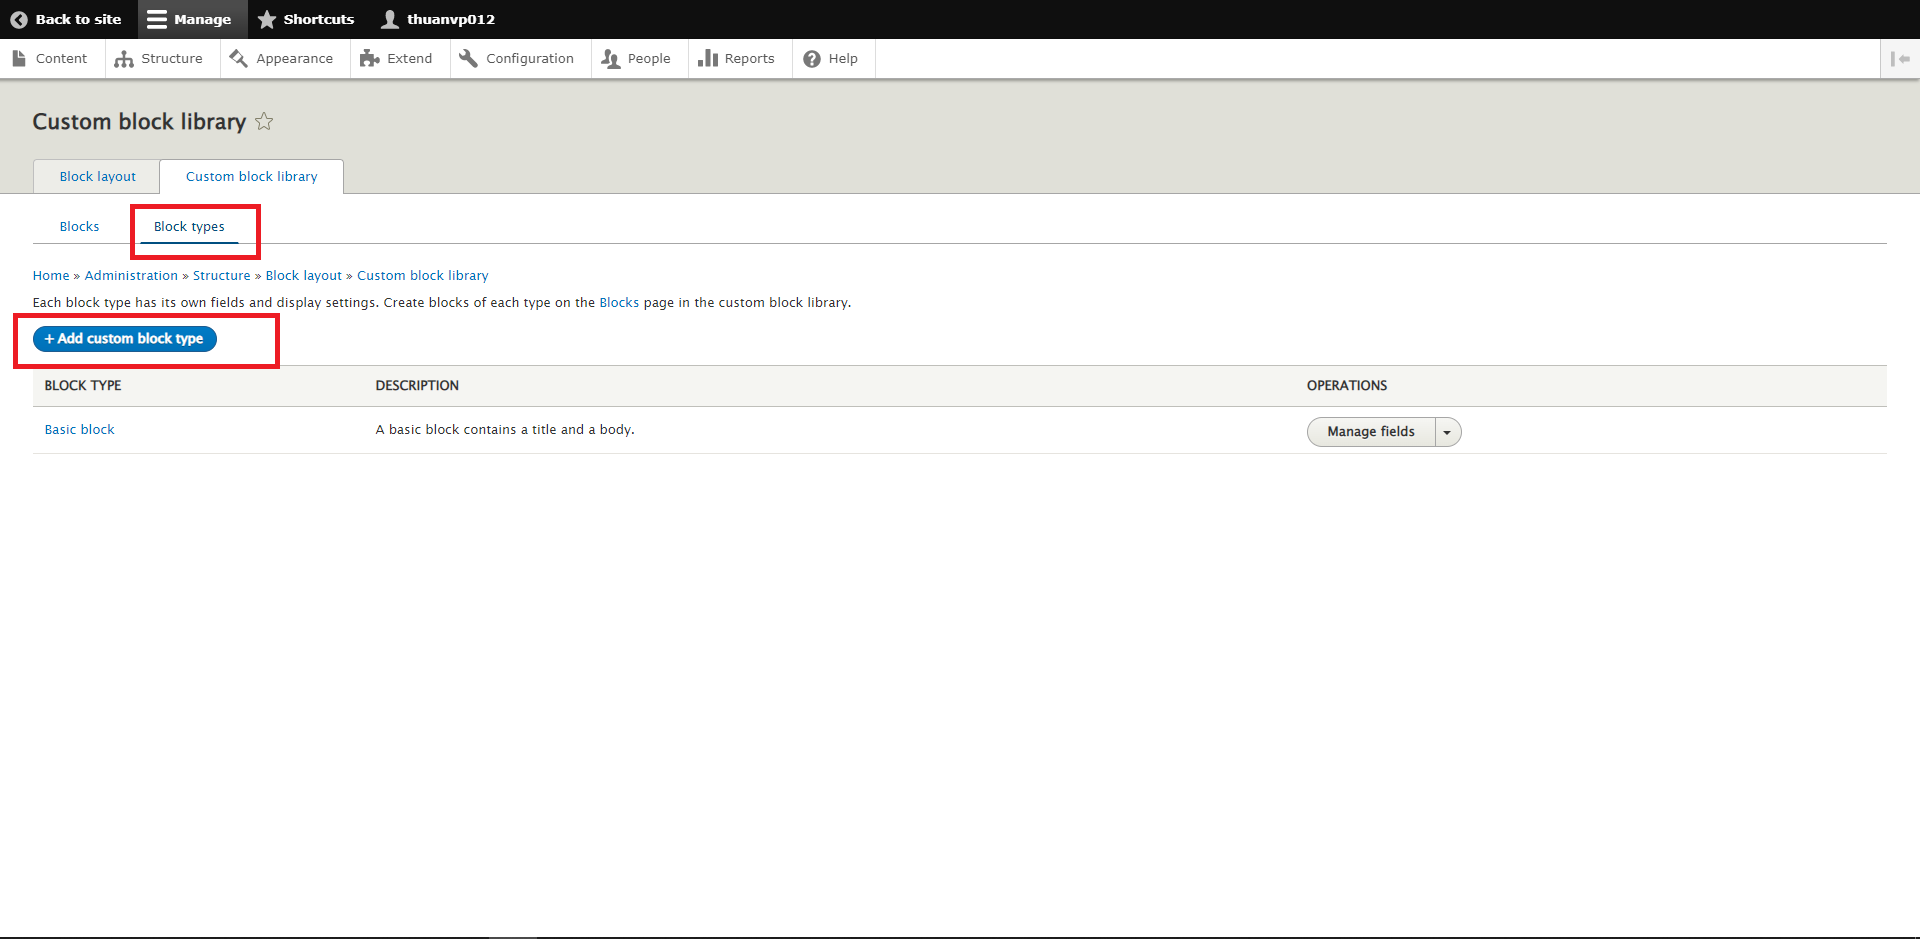 Back to site Manage Shortcuts thuanvp012
Content Structure Appearance Extend Configuration People Reports Help
Custom block library
Block layout Custom block library
Blocks Block types
Home » Administration » Structure » Block layout » Custom block library
Each block type has its own fields and display settings. Create blocks of each type on the Blocks page in the custom block library.
+ Add custom block type
BLOCK TYPE DESCRIPTION OPERATIONS
Basic block A basic block contains a title and a body. Manage fields